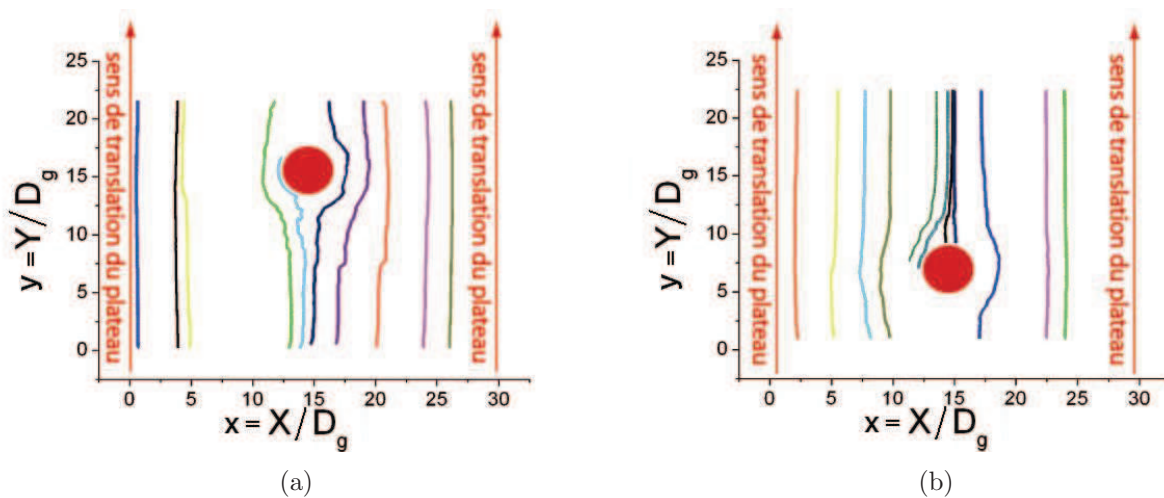 sens de translation du plateau
sens de translation du plateau
y = Y/D_g
25
20
15
10
5
0
0 5 10 15 20 25 30
x = X/D_g
(a)
sens de translation du plateau
sens de translation du plateau
y = Y/D_g
25
20
15
10
5
0
0 5 10 15 20 25 30
x = X/D_g
(b)